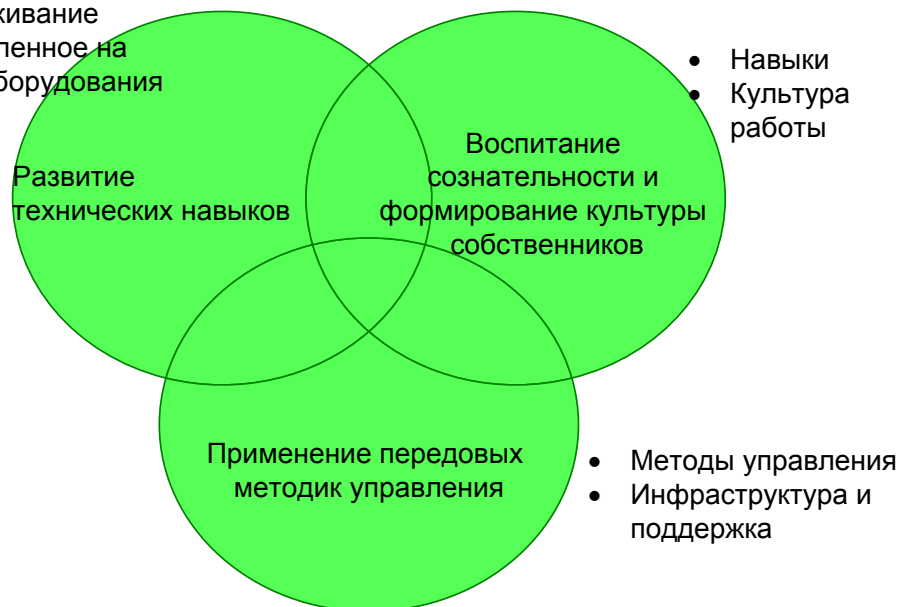 живание
ленное на
борудования
• Навыки
• Культура
работы
Развитие
технических навыков
Воспитание
сознательности и
формирование культуры
собственников
Применение передовых
методик управления
• Методы управления
• Инфраструктура и
поддержка